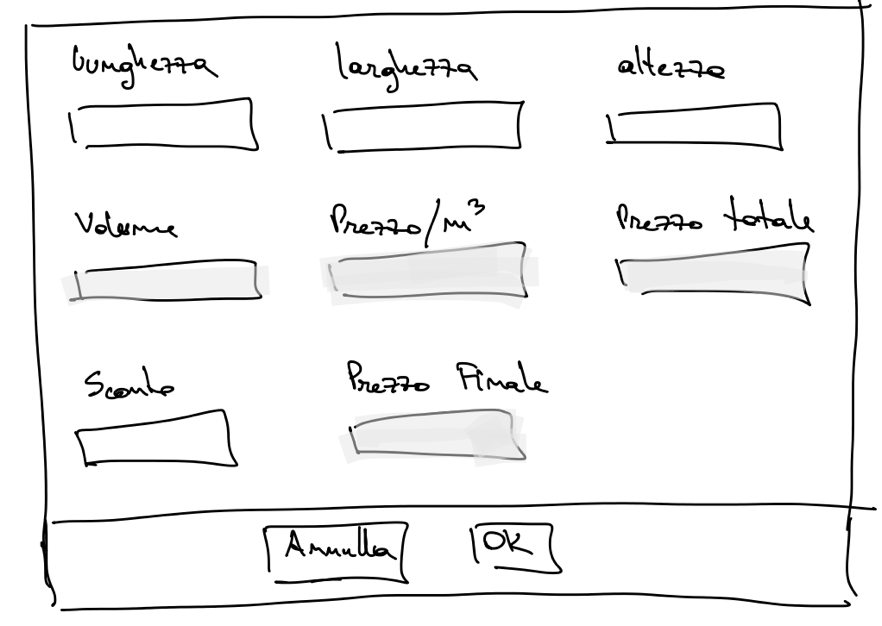 Lunghezza larghezza altezza
Volume Prezzo/m³ Prezzo totale
Sconto Prezzo Finale
Annulla OK